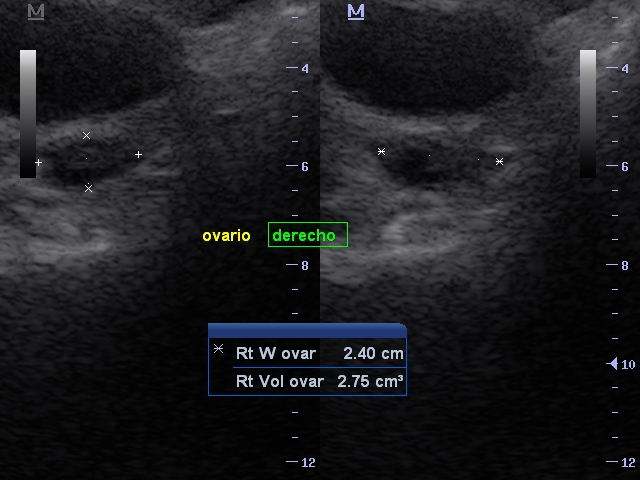 M M
4 4
6 6
ovario derecho
8 8
Rt W ovar 2.40 cm
Rt Vol ovar 2.75 cm³
10
12 12